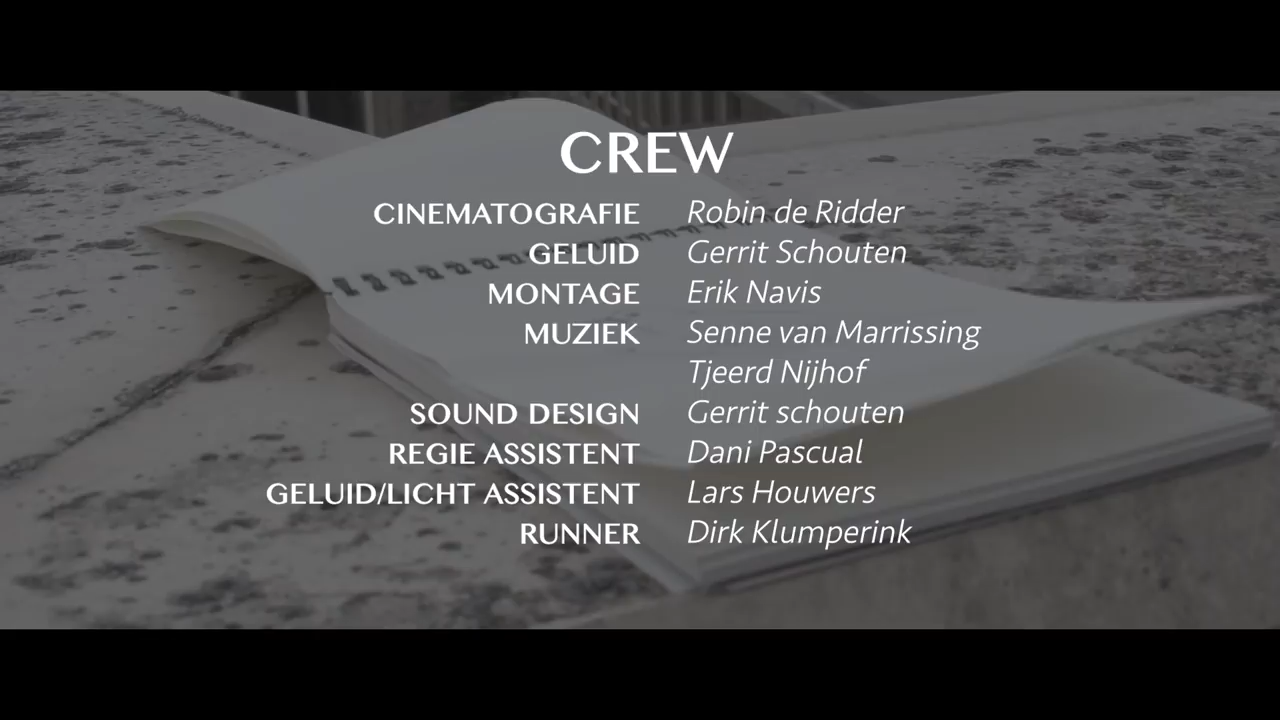 CREW
CINEMATOGRAFIE Robin de Ridder
GELUID Gerrit Schouten
MONTAGE Erik Navis
MUZIEK Senne van Marrissing
Tjeerd Nijhof
SOUND DESIGN Gerrit schouten
REGIE ASSISTENT Dani Pascual
GELUID/LICHT ASSISTENT Lars Houwers
RUNNER Dirk Klumperink